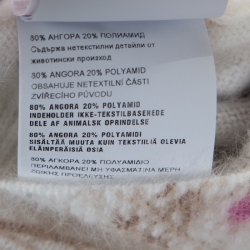 80% АНГОРА 20% ПОЛИАМИД
Съдържа нетекстилни детайли от
животински произход
80% ANGORA 20% POLYAMID
OBSAHUJE NETEXTILNÍ ČÁSTI
ZVÍŘECÍHO PŮVODU
80% ANGORA 20% POLYAMID
INDEHOLDER IKKE-TEKSTILBASEREDE
DELE AF ANIMALSK OPRINDELSE
80% ANGORA 20% POLYAMIDI
SISÄLTÄÄ MUUTA KUIN TEKSTIILIÄ OLEVIA
ELÄINPERÄISIÄ OSIA
80% ΑΓΚΟΡΑ 20% ΠΟΛΥΑΜΙΔΙΟ
ΠΕΡΙΛΑΜΒΑΝΕΙ ΜΗ ΥΦΑΣΜΑΤΙΝΑ ΜΕΡΗ
ΖΩΙΚΗΣ ΠΡΟΕΛΕΥΣΗΣ